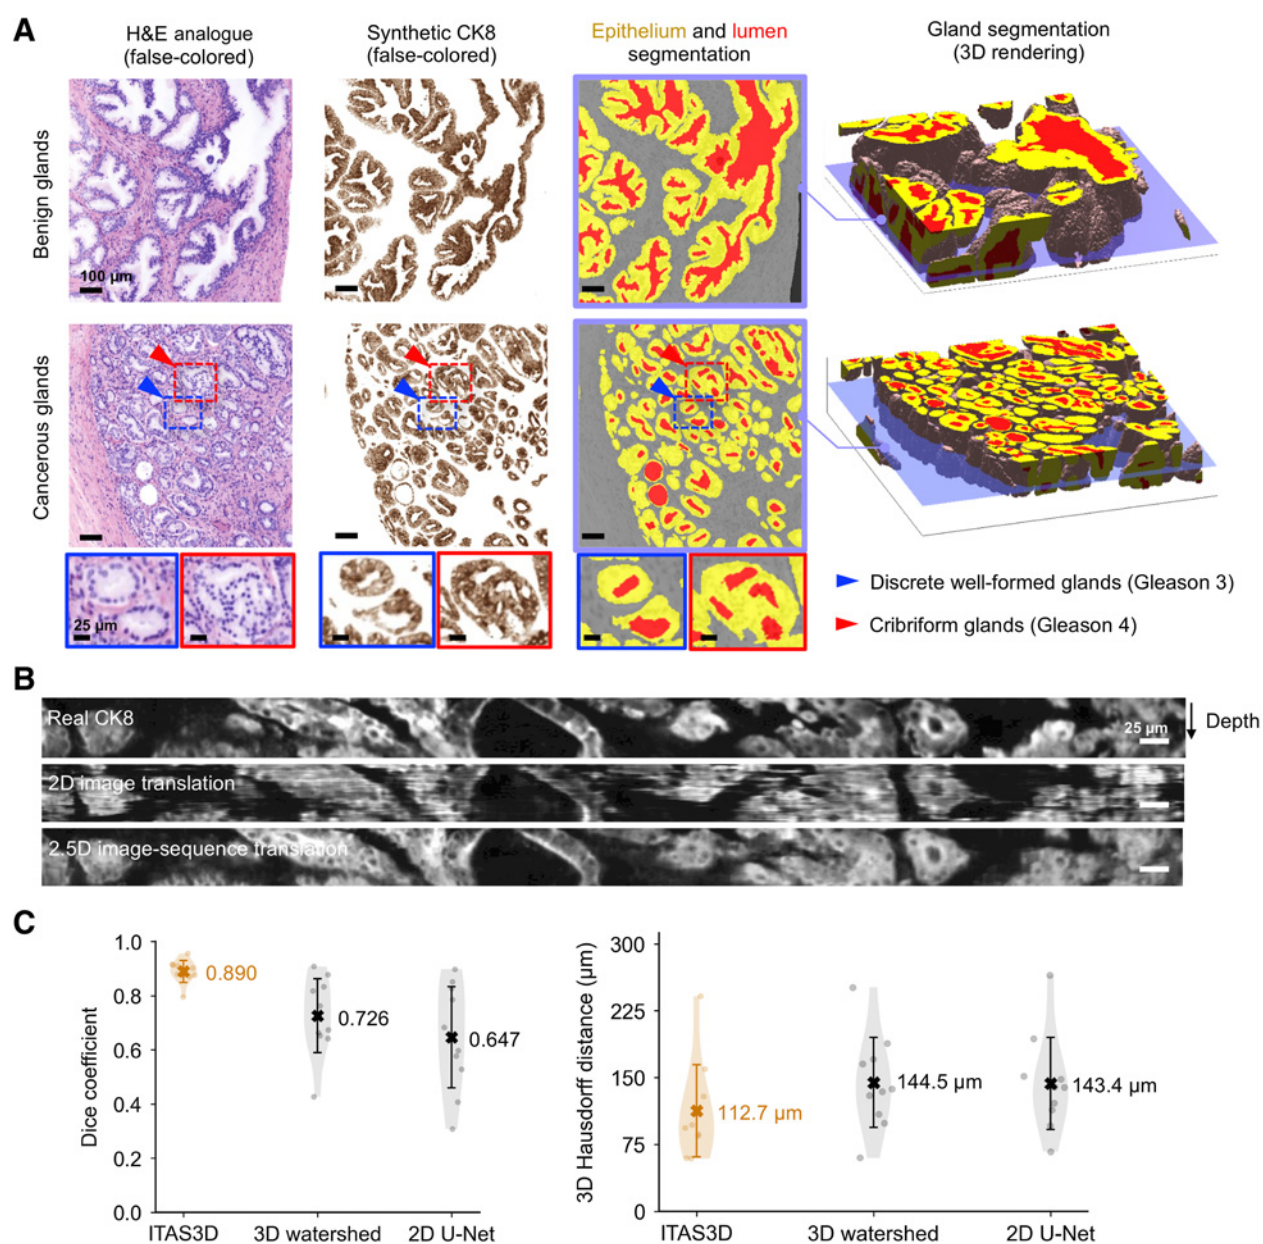 A
H&E analogue
(false-colored)
Synthetic CK8
(false-colored)
Epithelium and lumen
segmentation
Gland segmentation
(3D rendering)
Benign glands
100 µm
Cancerous glands
25 µm
Discrete well-formed glands (Gleason 3)
Cribriform glands (Gleason 4)
B
Real CK8
25 µm
Depth
2D image translation
2.5D image-sequence translation
C
Dice coefficient
1.0
0.8
0.6
0.4
0.2
0.0
0.890
0.726
0.647
ITAS3D
3D watershed
2D U-Net
3D Hausdorff distance (µm)
300
225
150
75
0
112.7 µm
144.5 µm
143.4 µm
ITAS3D
3D watershed
2D U-Net